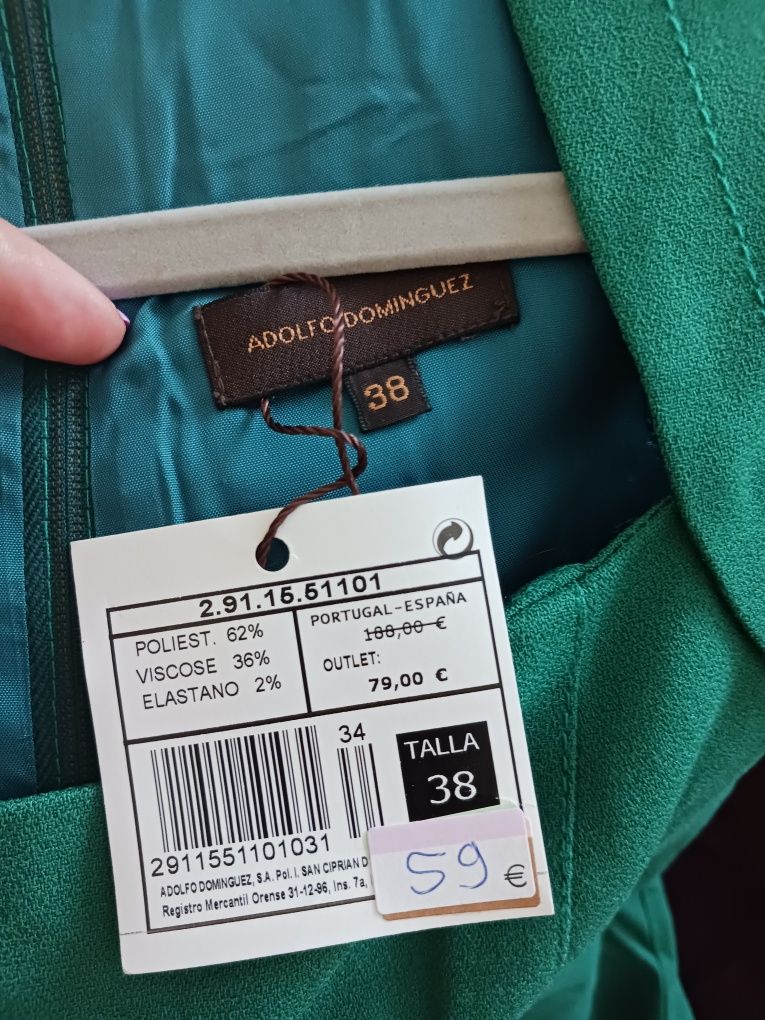 ADOLFO DOMINGUEZ
38
2.91.15.51101
POLIEST. 62%
VISCOSE 36%
ELASTANO 2%
PORTUGAL-ESPAÑA
188,00 €
OUTLET:
79,00 €
34
TALLA
38
2911551101031
ADOLFO DOMINGUEZ, S.A. Pol. I. SAN CIPRIAN D
Registro Mercantil Orense 31-12-96, Ins. 7a,
59 €